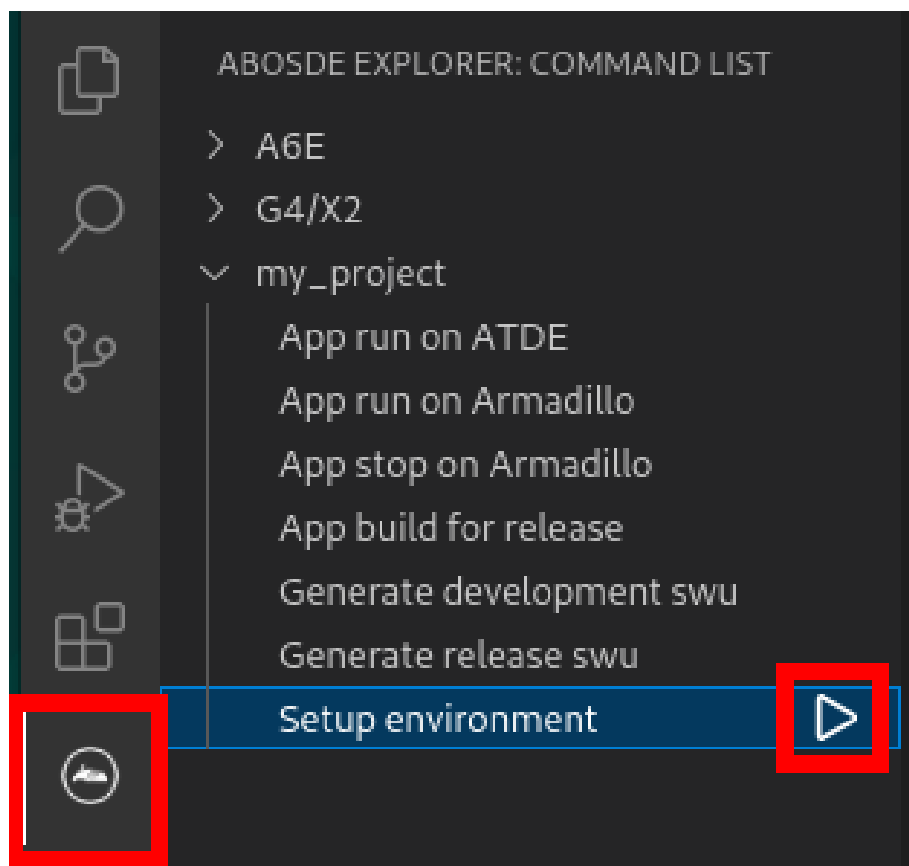 ABOSDE EXPLORER: COMMAND LIST
A6E
G4/X2
my_project
App run on ATDE
App run on Armadillo
App stop on Armadillo
App build for release
Generate development swu
Generate release swu
Setup environment